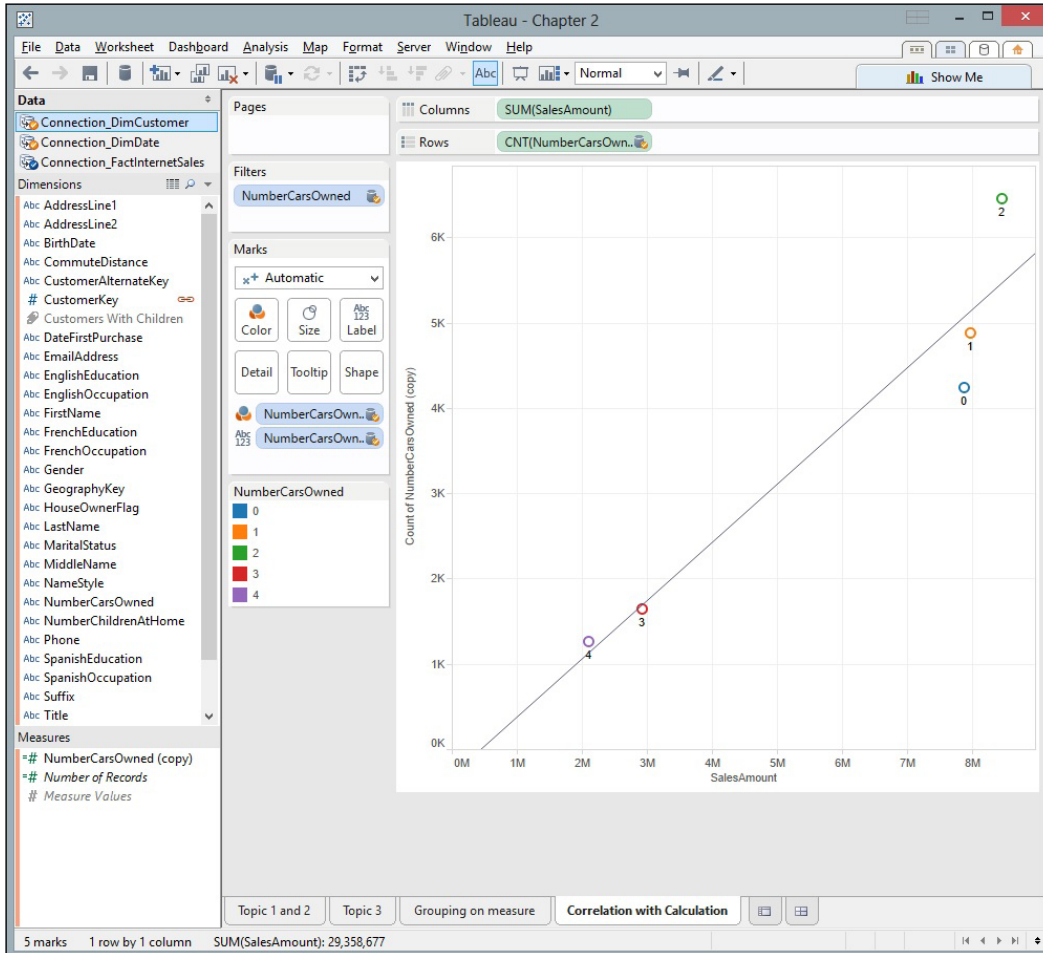 Tableau - Chapter 2
File Data Worksheet Dashboard Analysis Map Format Server Window Help
Abc Normal Show Me
Data
Connection_DimCustomer
Connection_DimDate
Connection_FactInternetSales
Dimensions
Abc AddressLine1
Abc AddressLine2
Abc BirthDate
Abc CommuteDistance
Abc CustomerAlternateKey
# CustomerKey
Customers With Children
Abc DateFirstPurchase
Abc EmailAddress
Abc EnglishEducation
Abc EnglishOccupation
Abc FirstName
Abc FrenchEducation
Abc FrenchOccupation
Abc Gender
Abc GeographyKey
Abc HouseOwnerFlag
Abc LastName
Abc MaritalStatus
Abc MiddleName
Abc NameStyle
Abc NumberCarsOwned
Abc NumberChildrenAtHome
Abc Phone
Abc SpanishEducation
Abc SpanishOccupation
Abc Suffix
Abc Title
Measures
=# NumberCarsOwned (copy)
=# Number of Records
# Measure Values
Pages
Filters
NumberCarsOwned
Marks
Automatic
Abc
123
Color Size Label
Detail Tooltip Shape
NumberCarsOwn..
Abc
123
NumberCarsOwn..
NumberCarsOwned
0
1
2
3
4
Columns SUM(SalesAmount)
Rows CNT(NumberCarsOwn..
Count of NumberCarsOwned (copy)
6K
5K
4K
3K
2K
1K
0K
2
1
0
3
4
0M 1M 2M 3M 4M 5M 6M 7M 8M
SalesAmount
Topic 1 and 2 Topic 3 Grouping on measure Correlation with Calculation
5 marks 1 row by 1 column SUM(SalesAmount): 29,358,677